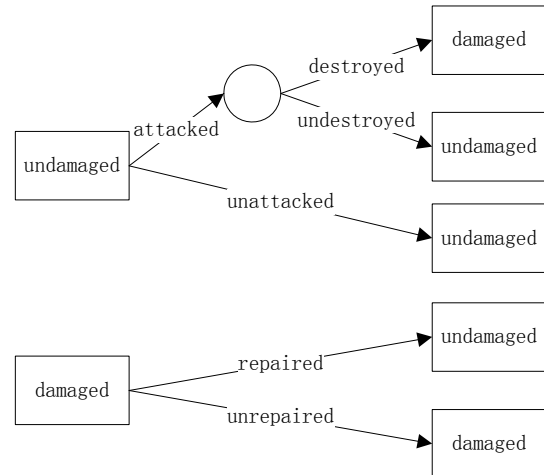 damaged
destroyed
undestroyed
attacked
undamaged
undamaged
unattacked
undamaged
undamaged
repaired
damaged
unrepaired
damaged